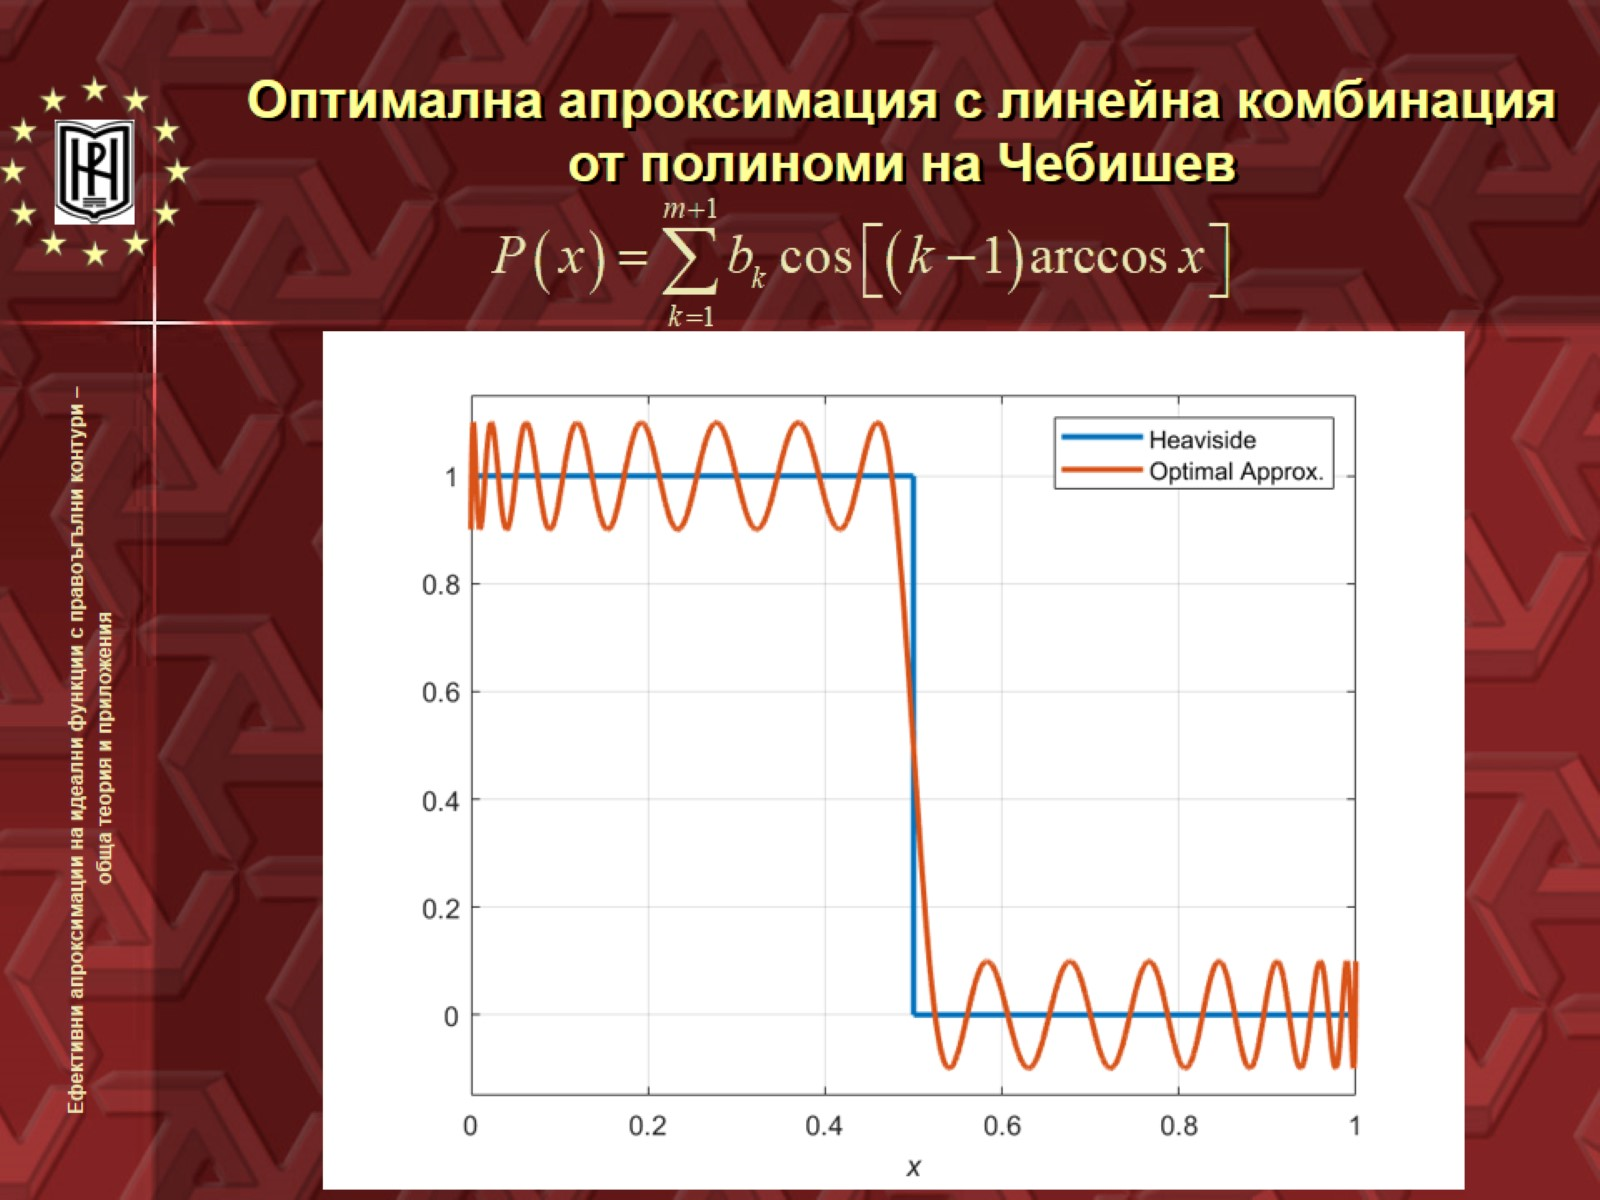 Оптимална апроксимация с линейна комбинация
от полиноми на Чебишев
P(x) = \sum_{k=1}^{m+1} b_k cos[(k−1)arccos x]
Ефективни апроксимации на идеални функции с правоъгълни контури –
обща теория и приложения
Heaviside
Optimal Approx.
1
0.8
0.6
0.4
0.2
0
0 0.2 0.4 0.6 0.8 1
x